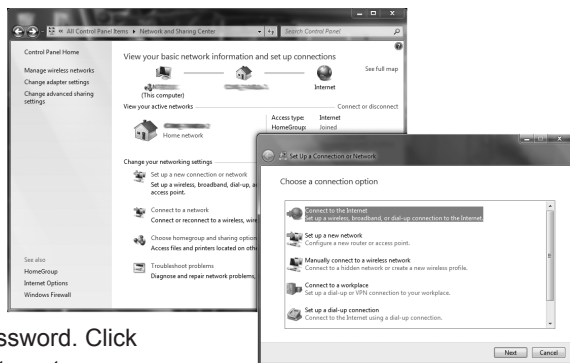 « All Control Panel Items ▸ Network and Sharing Center
Search Control Panel
Control Panel Home
Manage wireless networks
Change adapter settings
Change advanced sharing
settings
See also
HomeGroup
Internet Options
Windows Firewall
View your basic network information and set up connections
See full map
(This computer)
Internet
View your active networks
Connect or disconnect
Home network
Access type: Internet
HomeGroup: Joined
Change your networking settings
Set up a new connection or network
Set up a wireless, broadband, dial-up, a
access point.
Connect to a network
Connect or reconnect to a wireless, wire
Choose homegroup and sharing option
Access files and printers located on othe
Troubleshoot problems
Diagnose and repair network problems,
Set Up a Connection or Network
Choose a connection option
Connect to the Internet
Set up a wireless, broadband, or dial-up connection to the Internet.
Set up a new network
Configure a new router or access point.
Manually connect to a wireless network
Connect to a hidden network or create a new wireless profile.
Connect to a workplace
Set up a dial-up or VPN connection to your workplace.
Set up a dial-up connection
Connect to the Internet using a dial-up connection.
Next
Cancel
ssword. Click